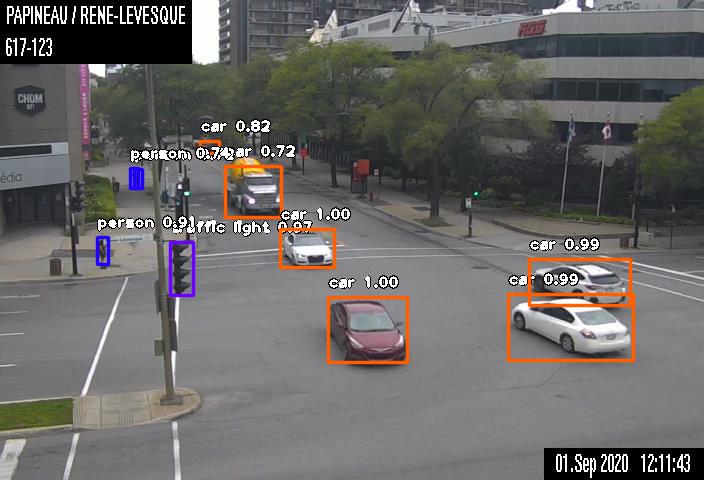 PAPINEAU / RENE-LEVESQUE
617-123
CHOM
RDS
car 0.82
person 0.74
car 0.72
person 0.91
traffic light 0.97
car 1.00
car 1.00
car 0.99
car 0.99
édia
01.Sep 2020 12:11:43